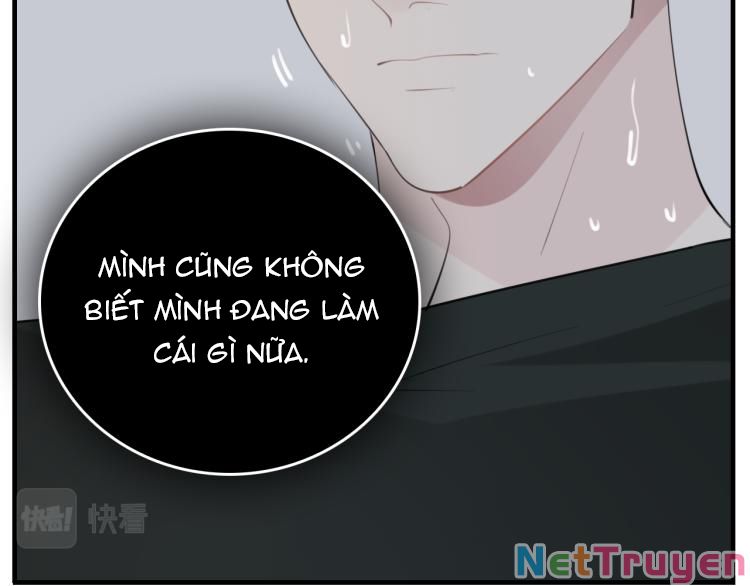 MÌNH CŨNG KHÔNG
BIẾT MÌNH ĐANG LÀM
CÁI GÌ NỮA.
快看! 快看
NetTruyen